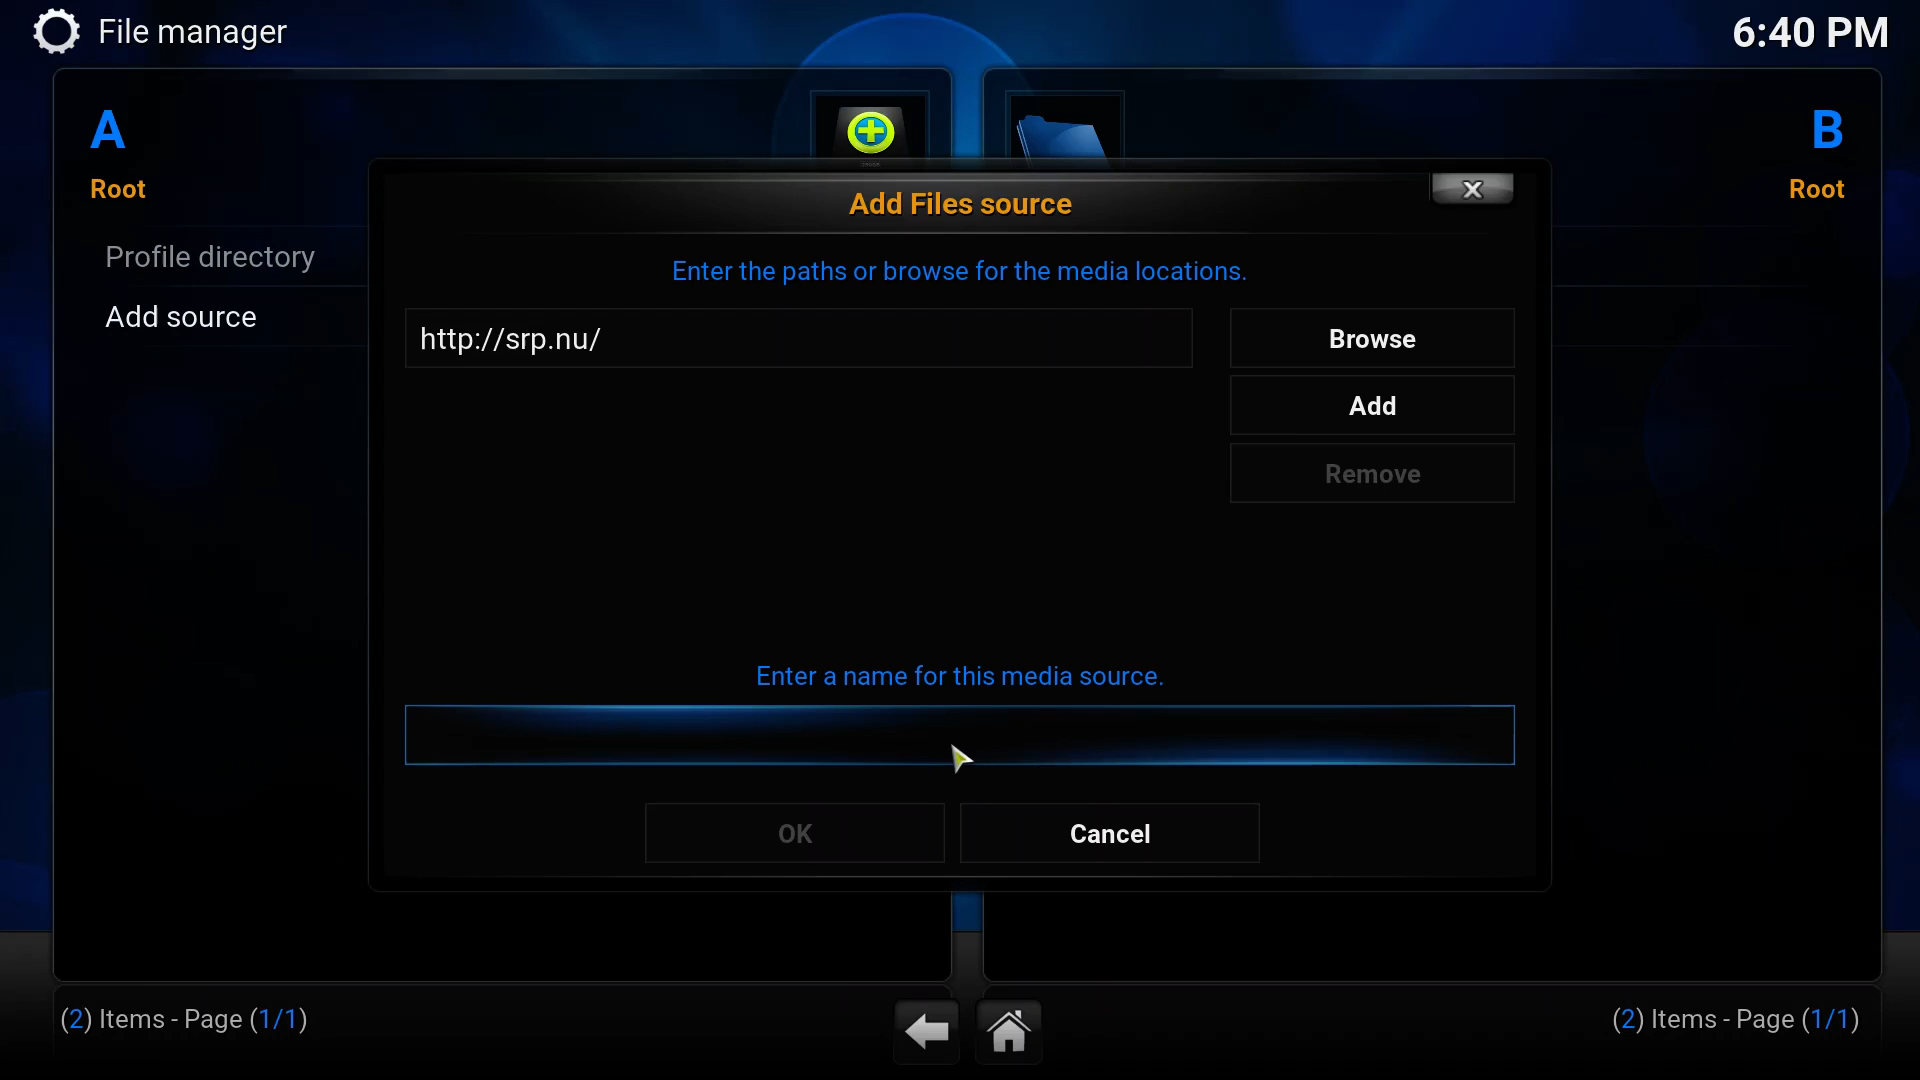 File manager
6:40 PM
A
B
Root
Root
Profile directory
Add source
Add Files source
Enter the paths or browse for the media locations.
http://srp.nu/
Browse
Add
Remove
Enter a name for this media source.
OK
Cancel
(2) Items - Page (1/1)
(2) Items - Page (1/1)